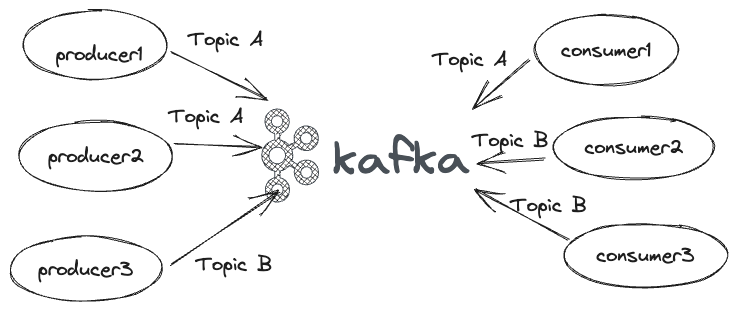 producer1
Topic A
producer2
Topic A
producer3
Topic B
kafka
Topic A
consumer1
Topic B
consumer2
Topic B
consumer3